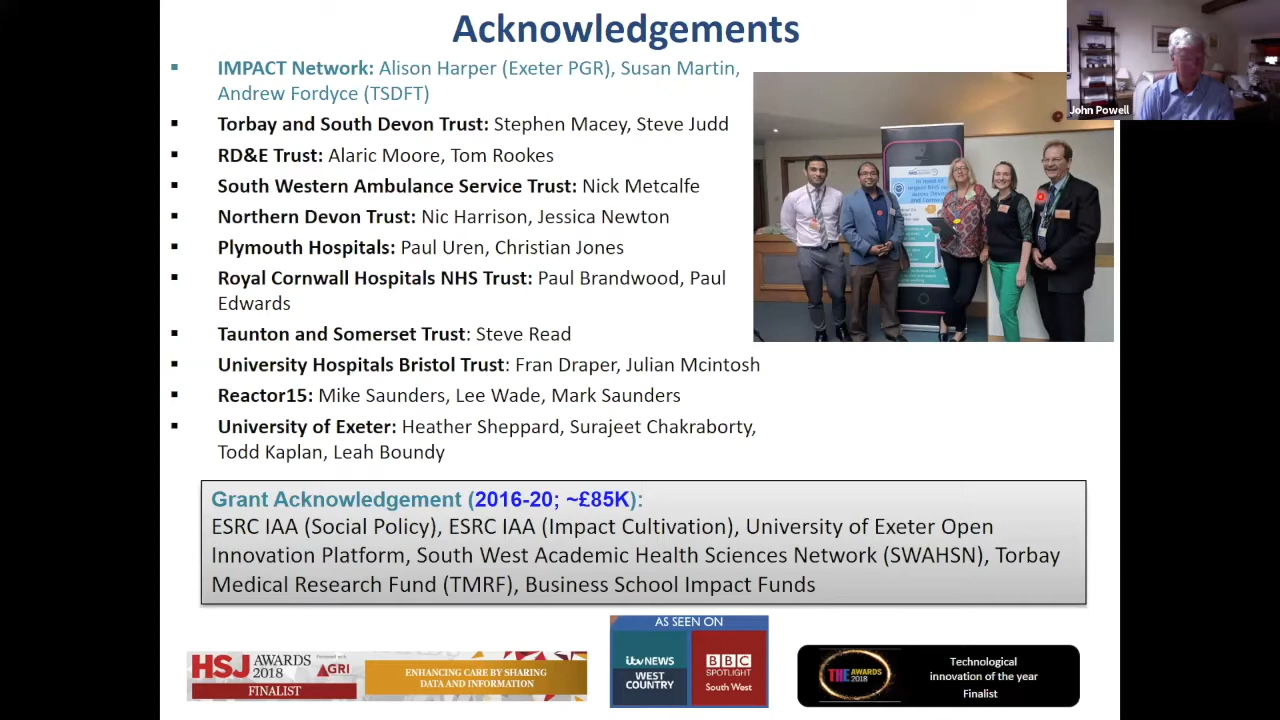 Acknowledgements
John Powell
IMPACT Network: Alison Harper (Exeter PGR), Susan Martin,
Andrew Fordyce (TSDFT)
Torbay and South Devon Trust: Stephen Macey, Steve Judd
RD&E Trust: Alaric Moore, Tom Rookes
South Western Ambulance Service Trust: Nick Metcalfe
Northern Devon Trust: Nic Harrison, Jessica Newton
Plymouth Hospitals: Paul Uren, Christian Jones
Royal Cornwall Hospitals NHS Trust: Paul Brandwood, Paul
Edwards
Taunton and Somerset Trust: Steve Read
University Hospitals Bristol Trust: Fran Draper, Julian Mcintosh
Reactor15: Mike Saunders, Lee Wade, Mark Saunders
University of Exeter: Heather Sheppard, Surajeet Chakraborty,
Todd Kaplan, Leah Boundy
Grant Acknowledgement (2016-20; ~£85K):
ESRC IAA (Social Policy), ESRC IAA (Impact Cultivation), University of Exeter Open
Innovation Platform, South West Academic Health Sciences Network (SWAHSN), Torbay
Medical Research Fund (TMRF), Business School Impact Funds
HSJ AWARDS
2018
FINALIST
AGRI
ENHANCING CARE BY SHARING
DATA AND INFORMATION
AS SEEN ON
itv NEWS
WEST
COUNTRY
BBC
SPOTLIGHT
South West
THE AWARDS
2018
Technological
innovation of the year
Finalist